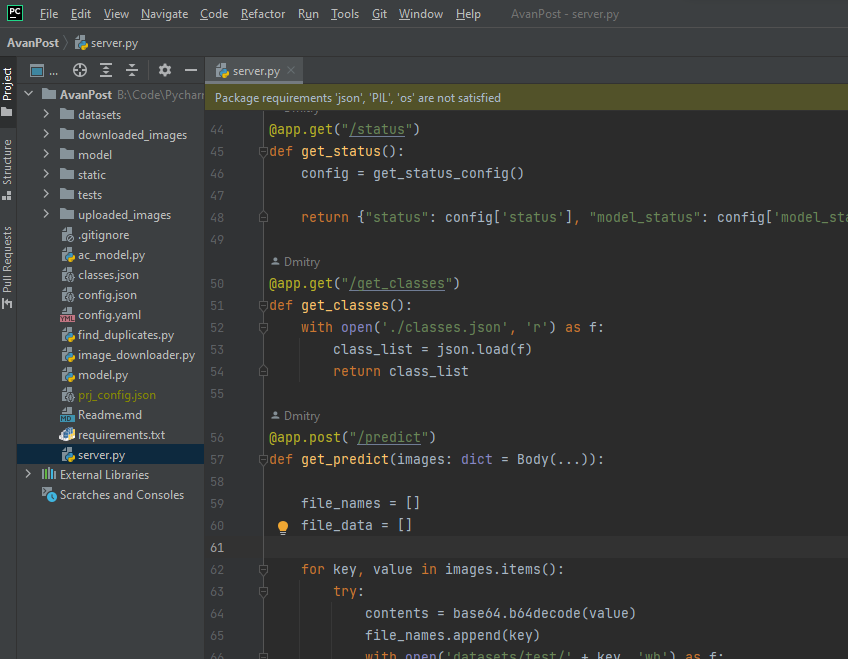 PC File Edit View Navigate Code Refactor Run Tools Git Window Help AvanPost - server.py
AvanPost server.py
Project
Structure
Pull Requests
...
AvanPost B:\Code\Pycharm
datasets
downloaded_images
model
static
tests
uploaded_images
.gitignore
ac_model.py
classes.json
config.json
config.yaml
find_duplicates.py
image_downloader.py
model.py
prj_config.json
Readme.md
requirements.txt
server.py
External Libraries
Scratches and Consoles
server.py
Package requirements 'json', 'PIL', 'os' are not satisfied
44 @app.get("/status")
45 def get_status():
46 config = get_status_config()
47
48 return {"status": config['status'], "model_status": config['model_sta
49
Dmitry
50 @app.get("/get_classes")
51 def get_classes():
52 with open('./classes.json', 'r') as f:
53 class_list = json.load(f)
54 return class_list
55
Dmitry
56 @app.post("/predict")
57 def get_predict(images: dict = Body(...)):
58
59 file_names = []
60 file_data = []
61
62 for key, value in images.items():
63 try:
64 contents = base64.b64decode(value)
65 file_names.append(key)
66 with open('datasets/test/' + key, 'wb') as f: